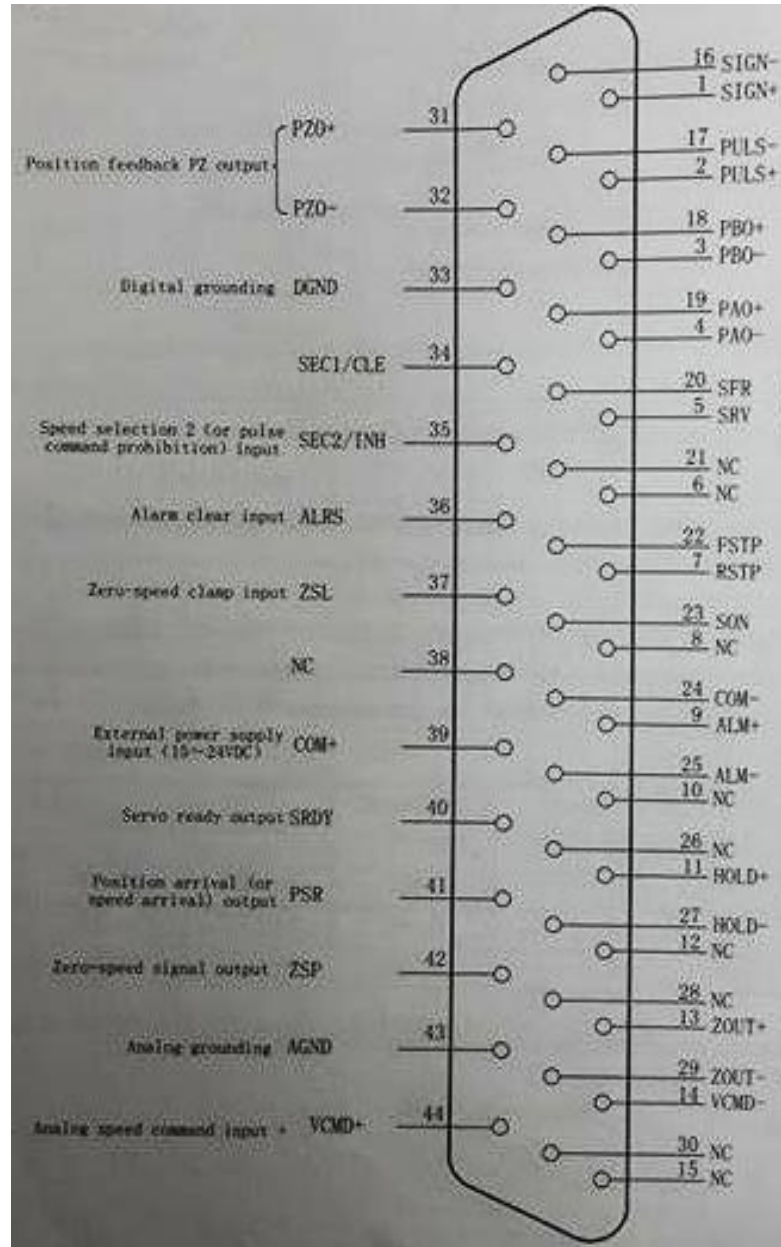 16 SIGN-
1 SIGN+
31 PZO+
Position feedback PZ output
17 PULS-
2 PULS+
32 PZO-
18 PBO+
3 PBO-
Digital grounding DGND 33
19 PAO+
4 PAO-
SEC1/CLE 34
20 SFR
5 SRV
Speed selection 2 (or pulse
command prohibition) input SEC2/INH 35
21 NC
6 NC
Alarm clear input ALRS 36
22 FSTP
7 RSTP
Zero-speed clamp input ZSL 37
23 SON
8 NC
NC 38
24 COM-
9 ALM+
External power supply
input (15~24VDC) COM+ 39
25 ALM-
10 NC
Servo ready output SRDY 40
26 NC
11 HOLD+
Position arrival (or
speed arrival) output PSR 41
27 HOLD-
12 NC
Zero-speed signal output ZSP 42
28 NC
13 ZOUT+
Analog grounding AGND 43
29 ZOUT-
14 VCMD-
Analog speed command input + VCMD+ 44
30 NC
15 NC